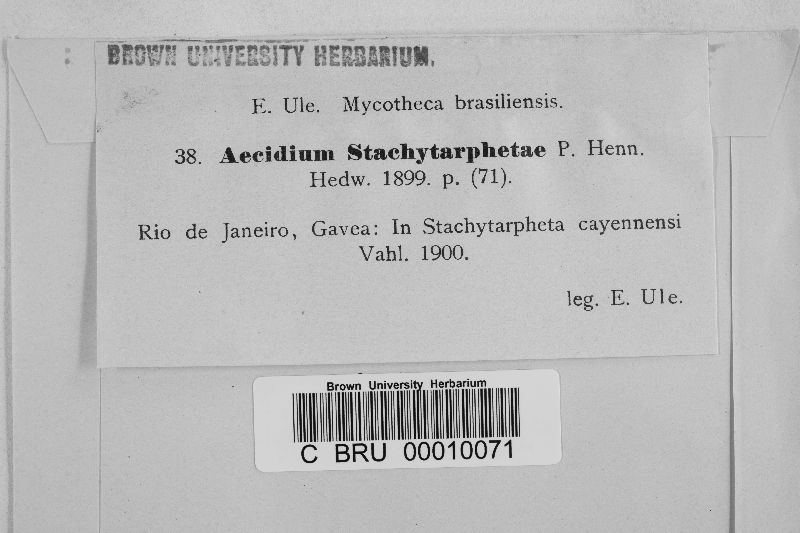 BROWN UNIVERSITY HERBARIUM.
E. Ule. Mycotheca brasiliensis.
38. Aecidium Stachytarphetae P. Henn.
Hedw. 1899. p. (71).
Rio de Janeiro, Gavea: In Stachytarpheta cayennensi
Vahl. 1900.
leg. E. Ule.
Brown University Herbarium
C BRU 00010071